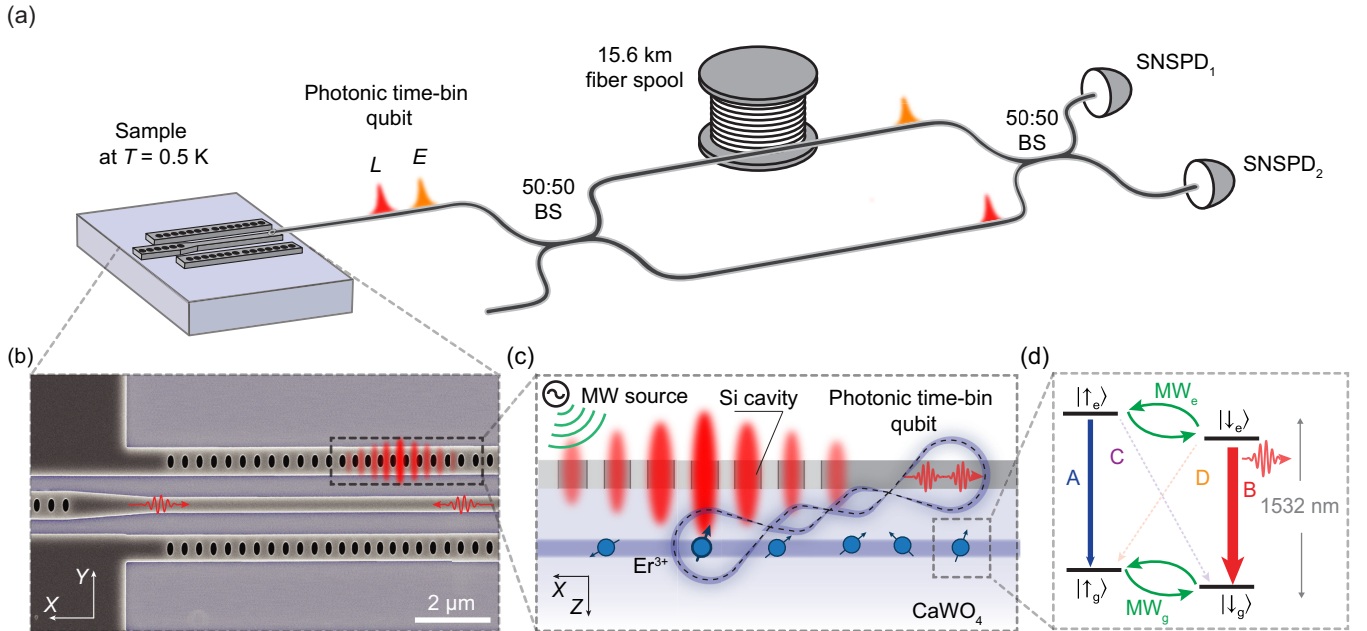 (a)
15.6 km
fiber spool
SNSPD₁
Photonic time-bin
qubit
50:50
BS
Sample
at T = 0.5 K
L
E
50:50
BS
SNSPD₂
(b)
(c)
(d)
MW source
Si cavity
Photonic time-bin
qubit
Er³⁺
X
Z
CaWO₄
Y
X
2 μm
|↑ₑ⟩
MWₑ
|↓ₑ⟩
A
C
D
B
1532 nm
|↑g⟩
MWg
|↓g⟩